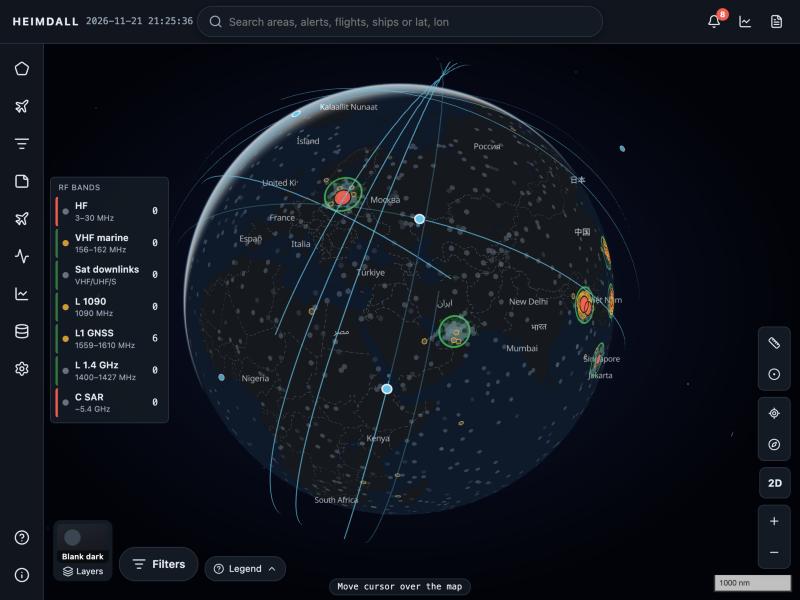 HEIMDALL 2026-11-21 21:25:36
Search areas, alerts, flights, ships or lat, lon
8
Kalaallit Nunaat
Ísland
Россия
日本
United Ki
Москва
France
中国
Españ
Italia
Türkiye
ایران
New Delhi
Việt Nam
مصر
भारत
Mumbai
Singapore
Jakarta
Nigeria
Kenya
South Africa
RF BANDS
HF 0
3–30 MHz
VHF marine 0
156–162 MHz
Sat downlinks 0
VHF/UHF/S
L 1090 0
1090 MHz
L1 GNSS 6
1559–1610 MHz
L 1.4 GHz 0
1400–1427 MHz
C SAR 0
~5.4 GHz
2D
+
−
Blank dark
Layers
Filters
Legend
Move cursor over the map
1000 nm